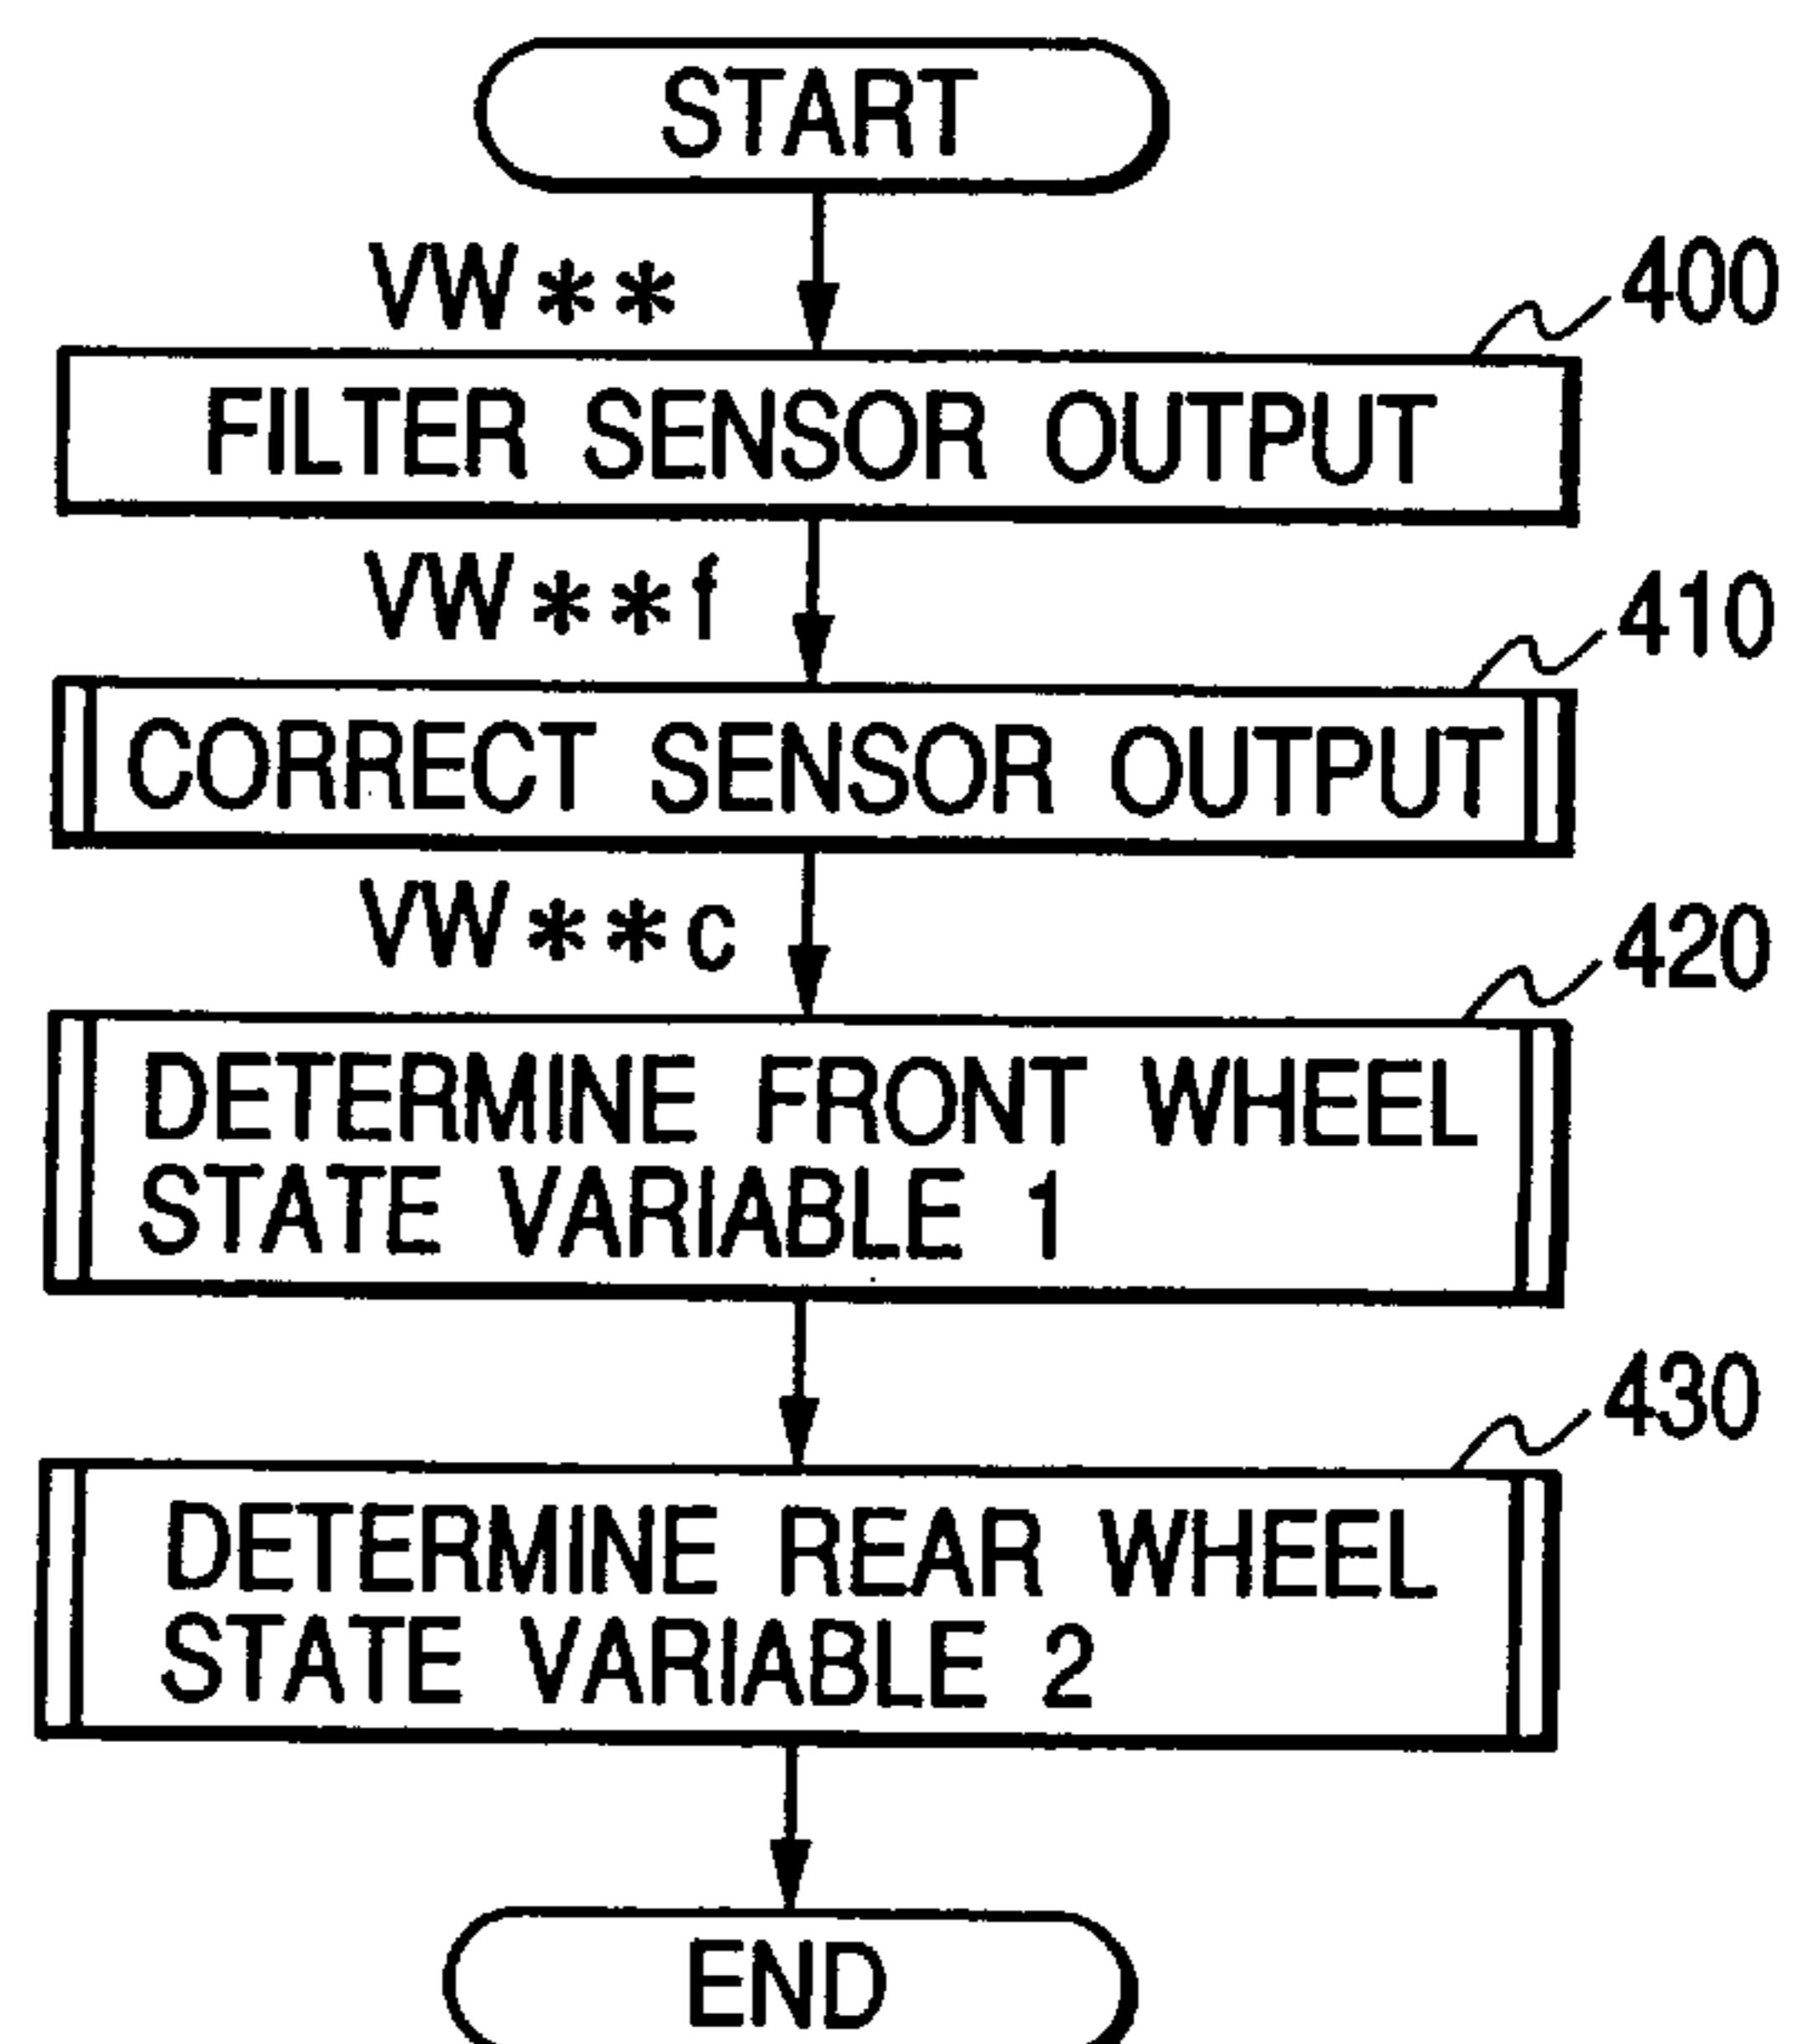 START
VW**
400
FILTER SENSOR OUTPUT
VW**f
410
CORRECT SENSOR OUTPUT
VW**c
420
DETERMINE FRONT WHEEL
STATE VARIABLE 1
430
DETERMINE REAR WHEEL
STATE VARIABLE 2
END